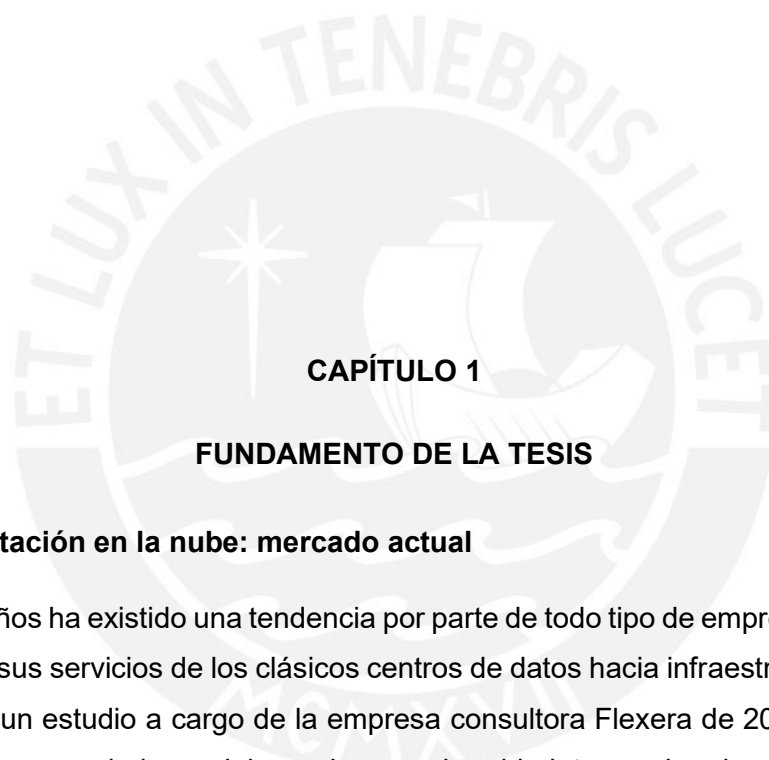 ET LUX IN TENEBRIS LUCET
CAPÍTULO 1
FUNDAMENTO DE LA TESIS
tación en la nube: mercado actual
ños ha existido una tendencia por parte de todo tipo de empre
sus servicios de los clásicos centros de datos hacia infraestr
un estudio a cargo de la empresa consultora Flexera de 20
MCMXVII